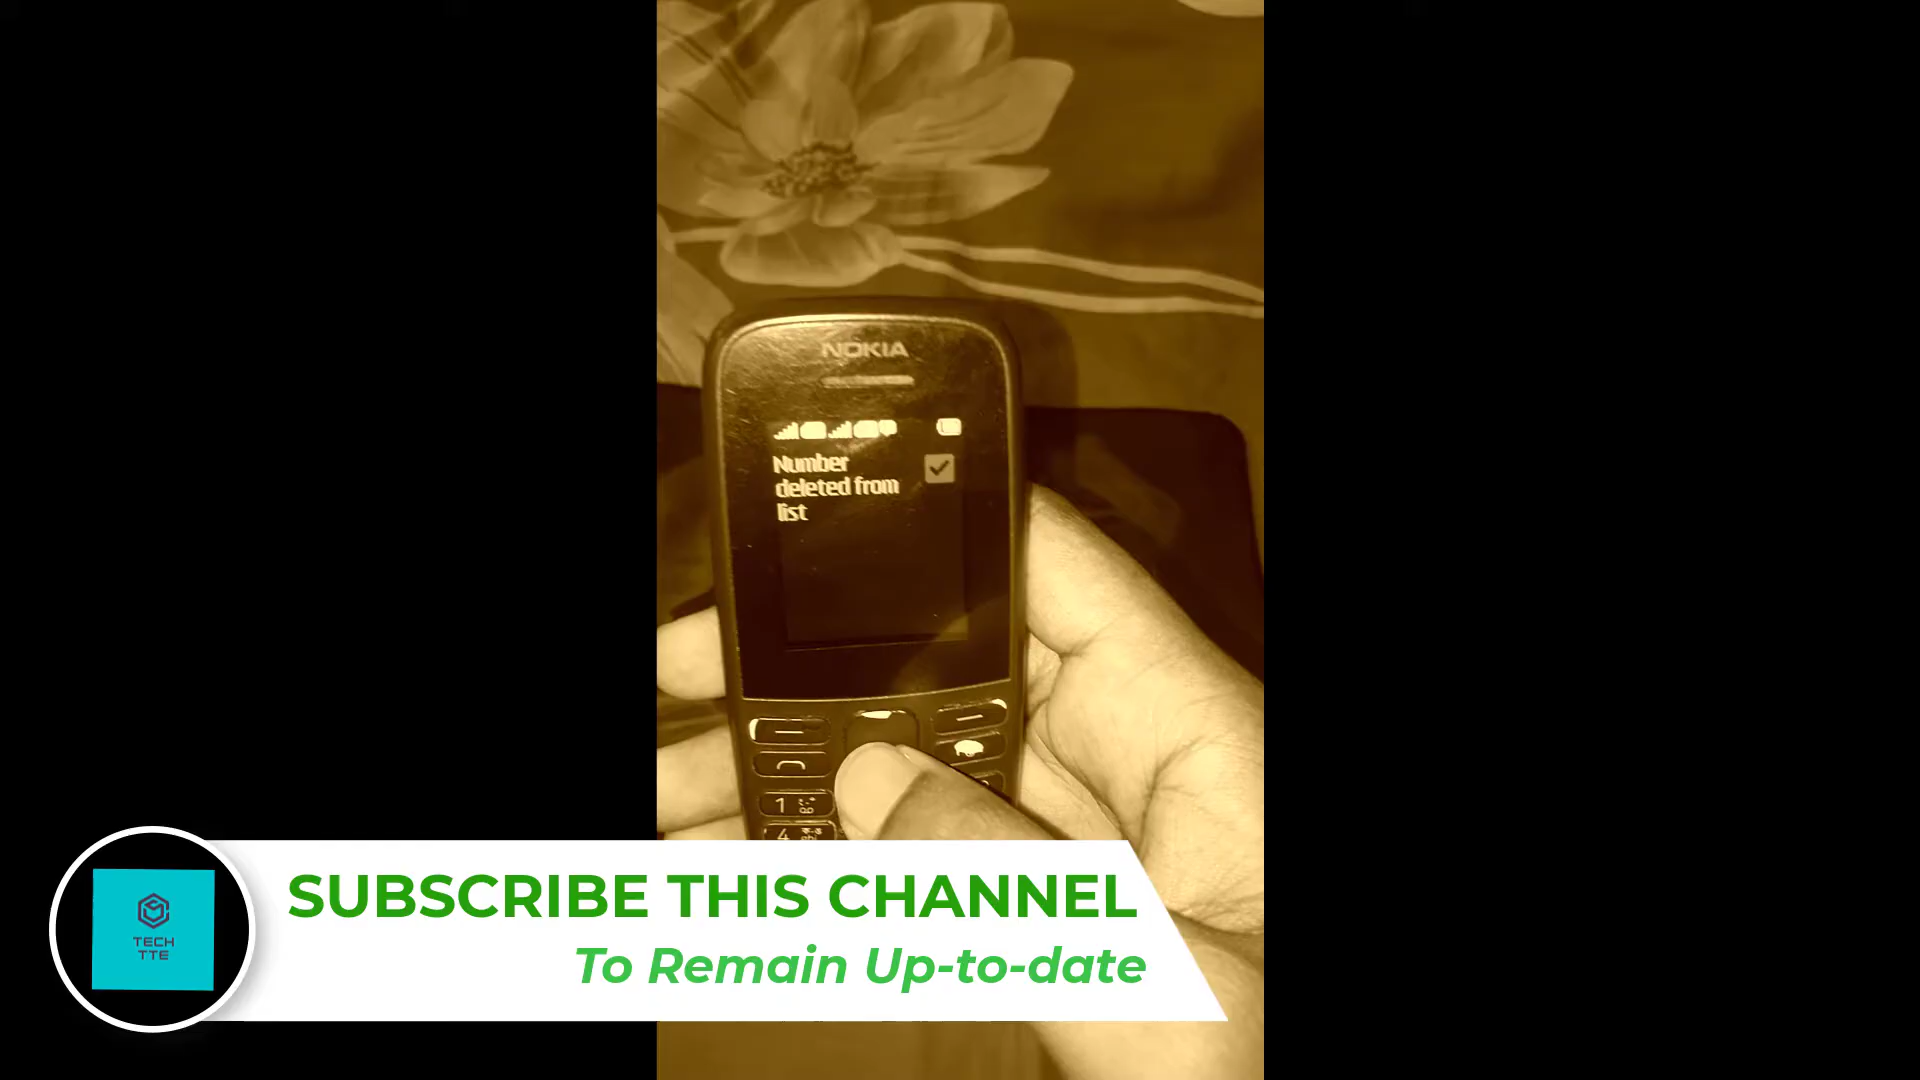 NOKIA
Number
deleted from
list
1
4
SUBSCRIBE THIS CHANNEL
To Remain Up-to-date
TECH
TTE